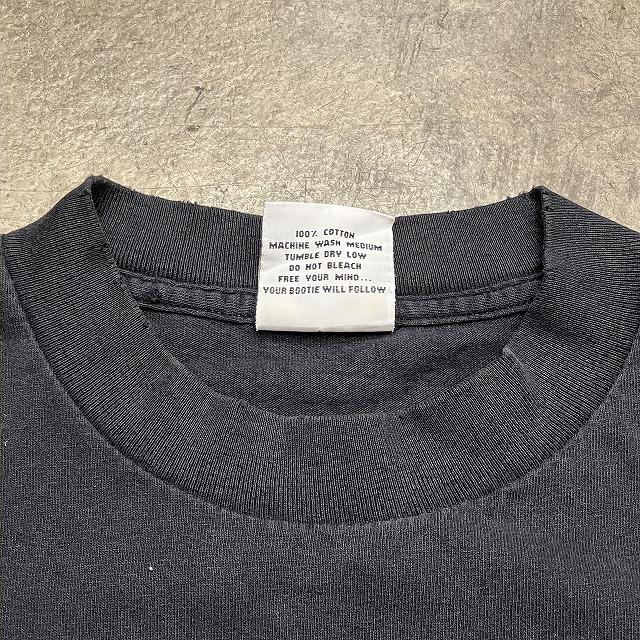 100% COTTON
MACHINE WASH MEDIUM
TUMBLE DRY LOW
DO NOT BLEACH
FREE YOUR MIND...
YOUR BOOTIE WILL FOLLOW